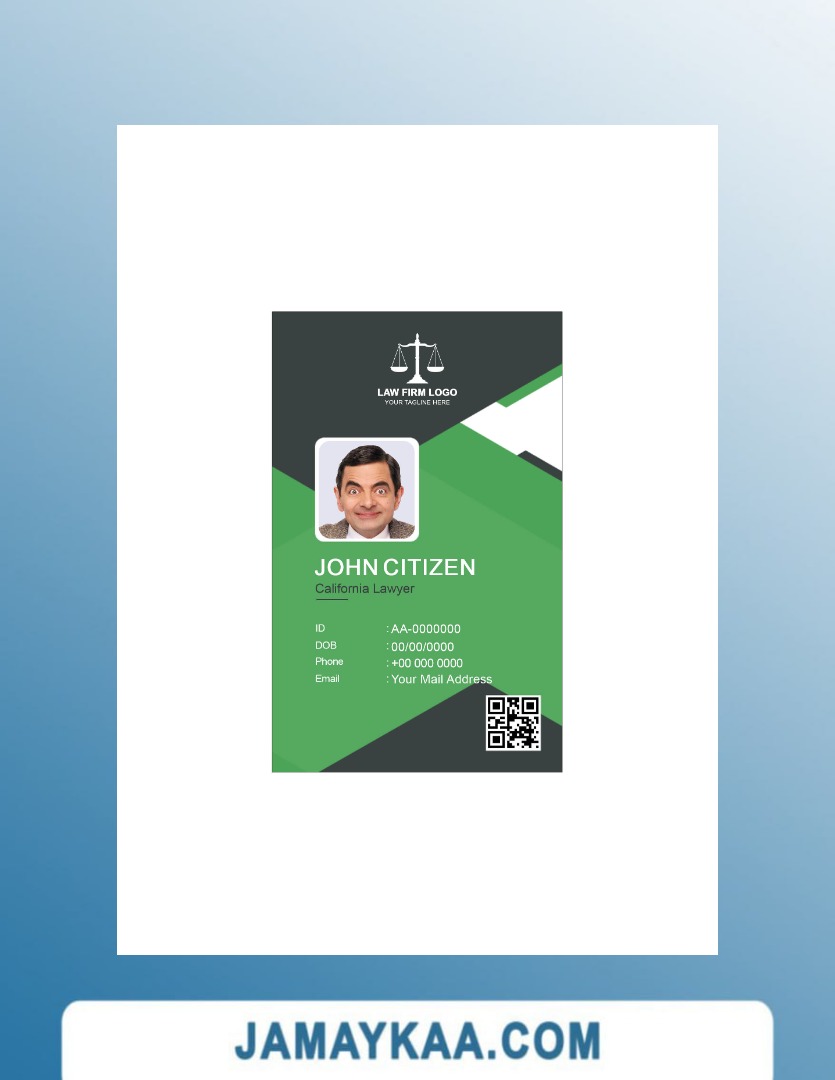 LAW FIRM LOGO
YOUR TAGLINE HERE
JOHN CITIZEN
California Lawyer
ID : AA-0000000
DOB : 00/00/0000
Phone : +00 000 0000
Email : Your Mail Address
JAMAYKAA.COM